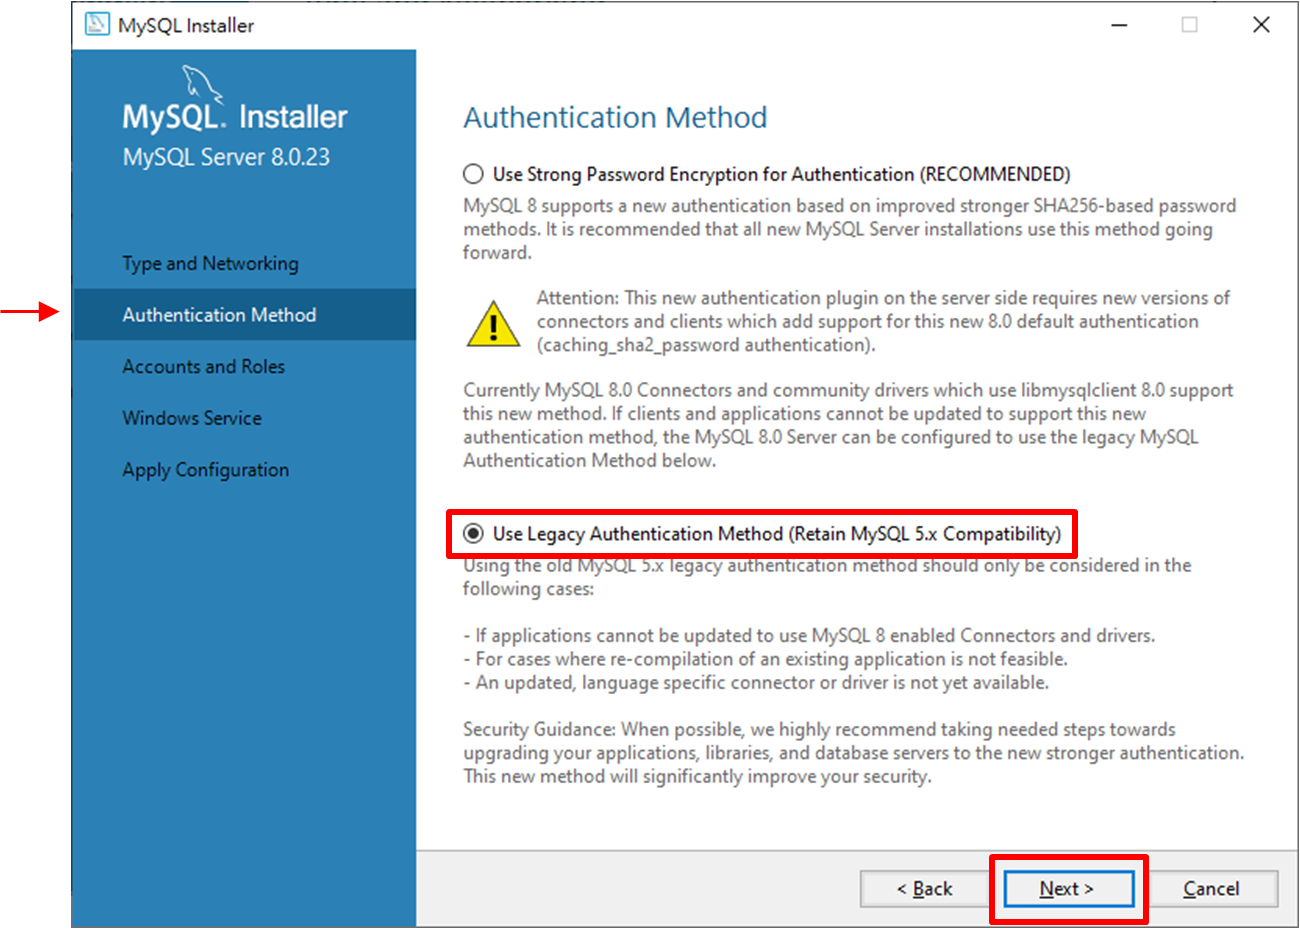 MySQL Installer
MySQL. Installer
MySQL Server 8.0.23
Type and Networking
Authentication Method
Accounts and Roles
Windows Service
Apply Configuration
Authentication Method
Use Strong Password Encryption for Authentication (RECOMMENDED)
MySQL 8 supports a new authentication based on improved stronger SHA256-based password
methods. It is recommended that all new MySQL Server installations use this method going
forward.
Attention: This new authentication plugin on the server side requires new versions of
connectors and clients which add support for this new 8.0 default authentication
(caching_sha2_password authentication).
Currently MySQL 8.0 Connectors and community drivers which use libmysqlclient 8.0 support
this new method. If clients and applications cannot be updated to support this new
authentication method, the MySQL 8.0 Server can be configured to use the legacy MySQL
Authentication Method below.
Use Legacy Authentication Method (Retain MySQL 5.x Compatibility)
Using the old MySQL 5.x legacy authentication method should only be considered in the
following cases:
- If applications cannot be updated to use MySQL 8 enabled Connectors and drivers.
- For cases where re-compilation of an existing application is not feasible.
- An updated, language specific connector or driver is not yet available.
Security Guidance: When possible, we highly recommend taking needed steps towards
upgrading your applications, libraries, and database servers to the new stronger authentication.
This new method will significantly improve your security.
< Back
Next >
Cancel